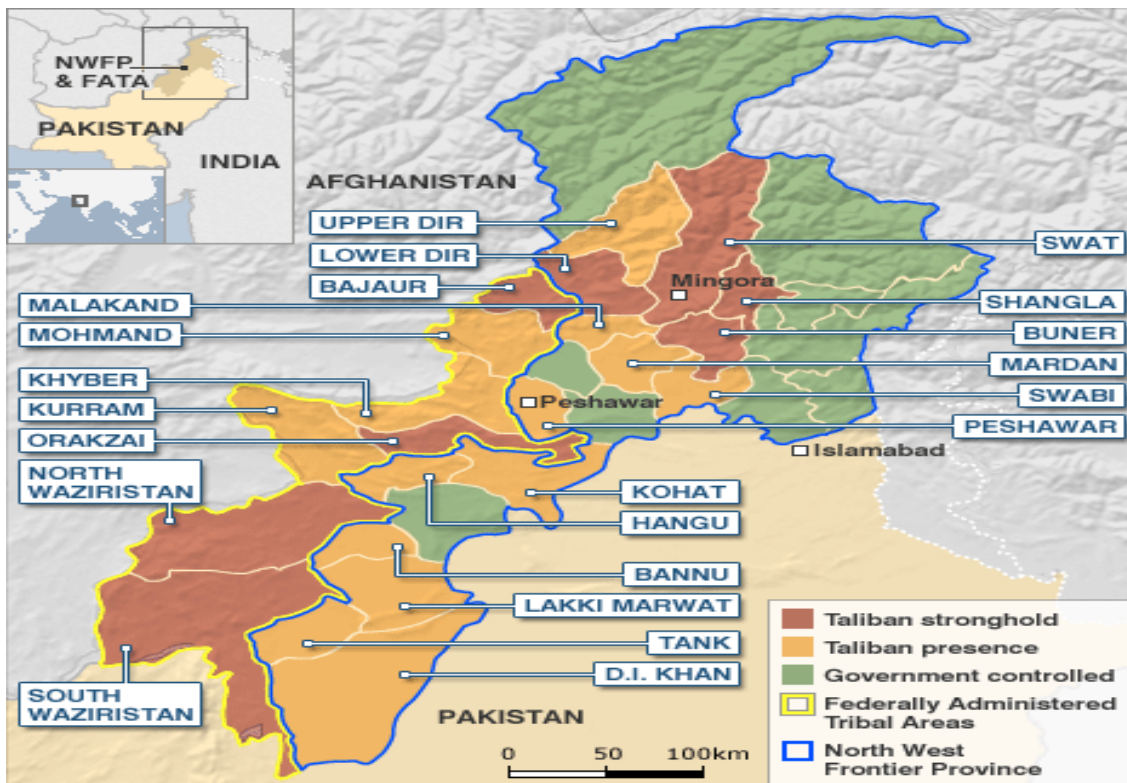 NWFP
& FATA
PAKISTAN
INDIA
AFGHANISTAN
UPPER DIR
LOWER DIR
BAJAUR
MALAKAND
MOHMAND
KHYBER
KURRAM
ORAKZAI
NORTH
WAZIRISTAN
SOUTH
WAZIRISTAN
SWAT
Mingora
SHANGLA
BUNER
MARDAN
SWABI
Peshawar
PESHAWAR
Islamabad
KOHAT
HANGU
BANNU
LAKKI MARWAT
TANK
D.I. KHAN
PAKISTAN
0 50 100km
Taliban stronghold
Taliban presence
Government controlled
Federally Administered
Tribal Areas
North West
Frontier Province